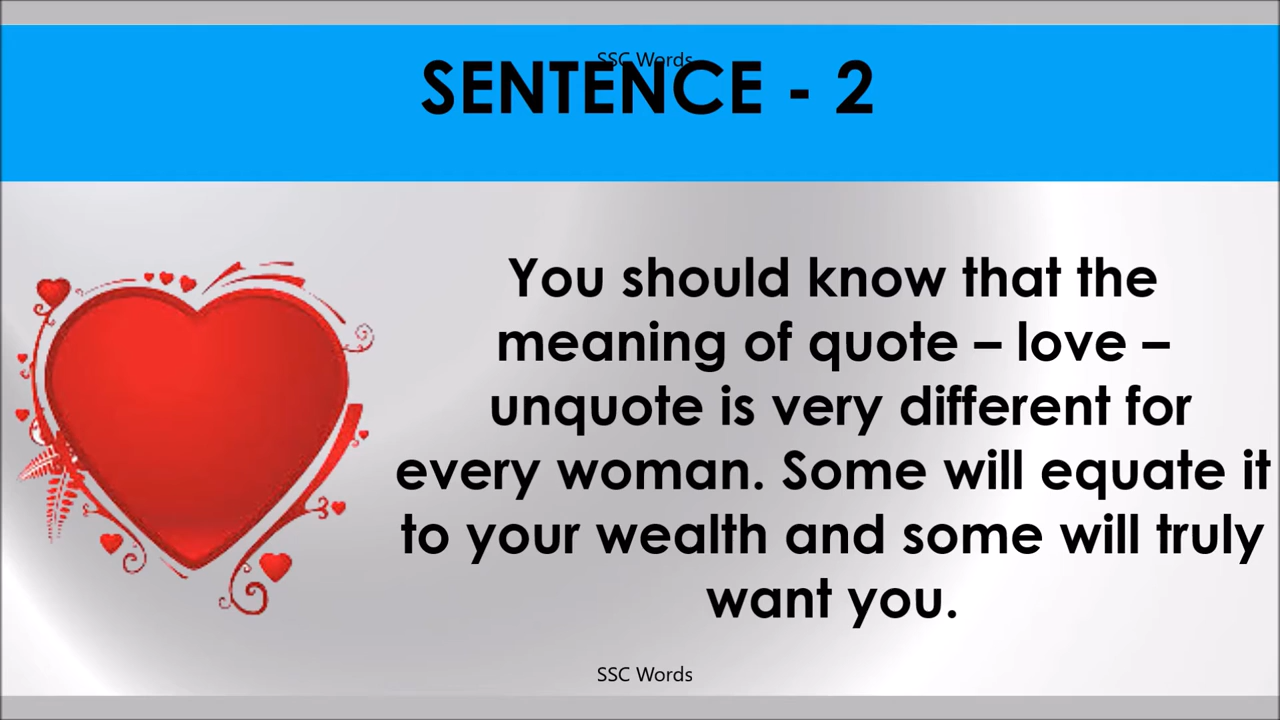 SSC Words
SENTENCE - 2
You should know that the
meaning of quote – love –
unquote is very different for
every woman. Some will equate it
to your wealth and some will truly
want you.
SSC Words